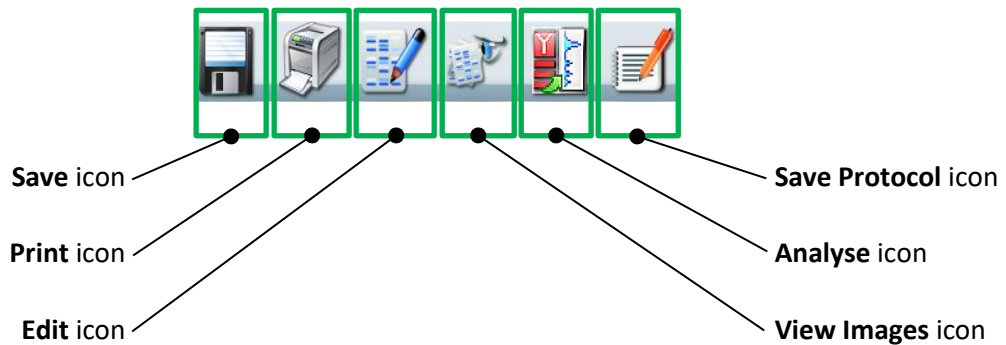 Y
Save icon
Save Protocol icon
Print icon
Analyse icon
Edit icon
View Images icon